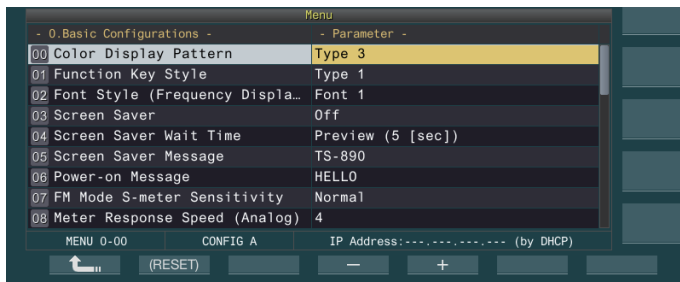 Menu
- 0.Basic Configurations - - Parameter -
00 Color Display Pattern Type 3
01 Function Key Style Type 1
02 Font Style (Frequency Displa… Font 1
03 Screen Saver Off
04 Screen Saver Wait Time Preview (5 [sec])
05 Screen Saver Message TS-890
06 Power-on Message HELLO
07 FM Mode S-meter Sensitivity Normal
08 Meter Response Speed (Analog) 4
MENU 0-00 CONFIG A IP Address:---.---.---.--- (by DHCP)
(RESET) − +